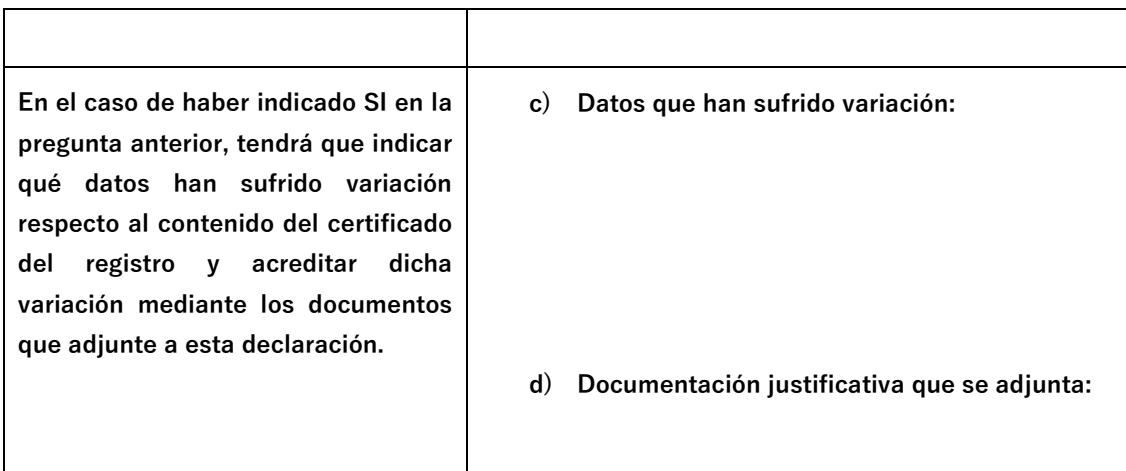 En el caso de haber indicado SI en la
pregunta anterior, tendrá que indicar
qué datos han sufrido variación
respecto al contenido del certificado
del registro y acreditar dicha
variación mediante los documentos
que adjunte a esta declaración.
c) Datos que han sufrido variación:
d) Documentación justificativa que se adjunta: